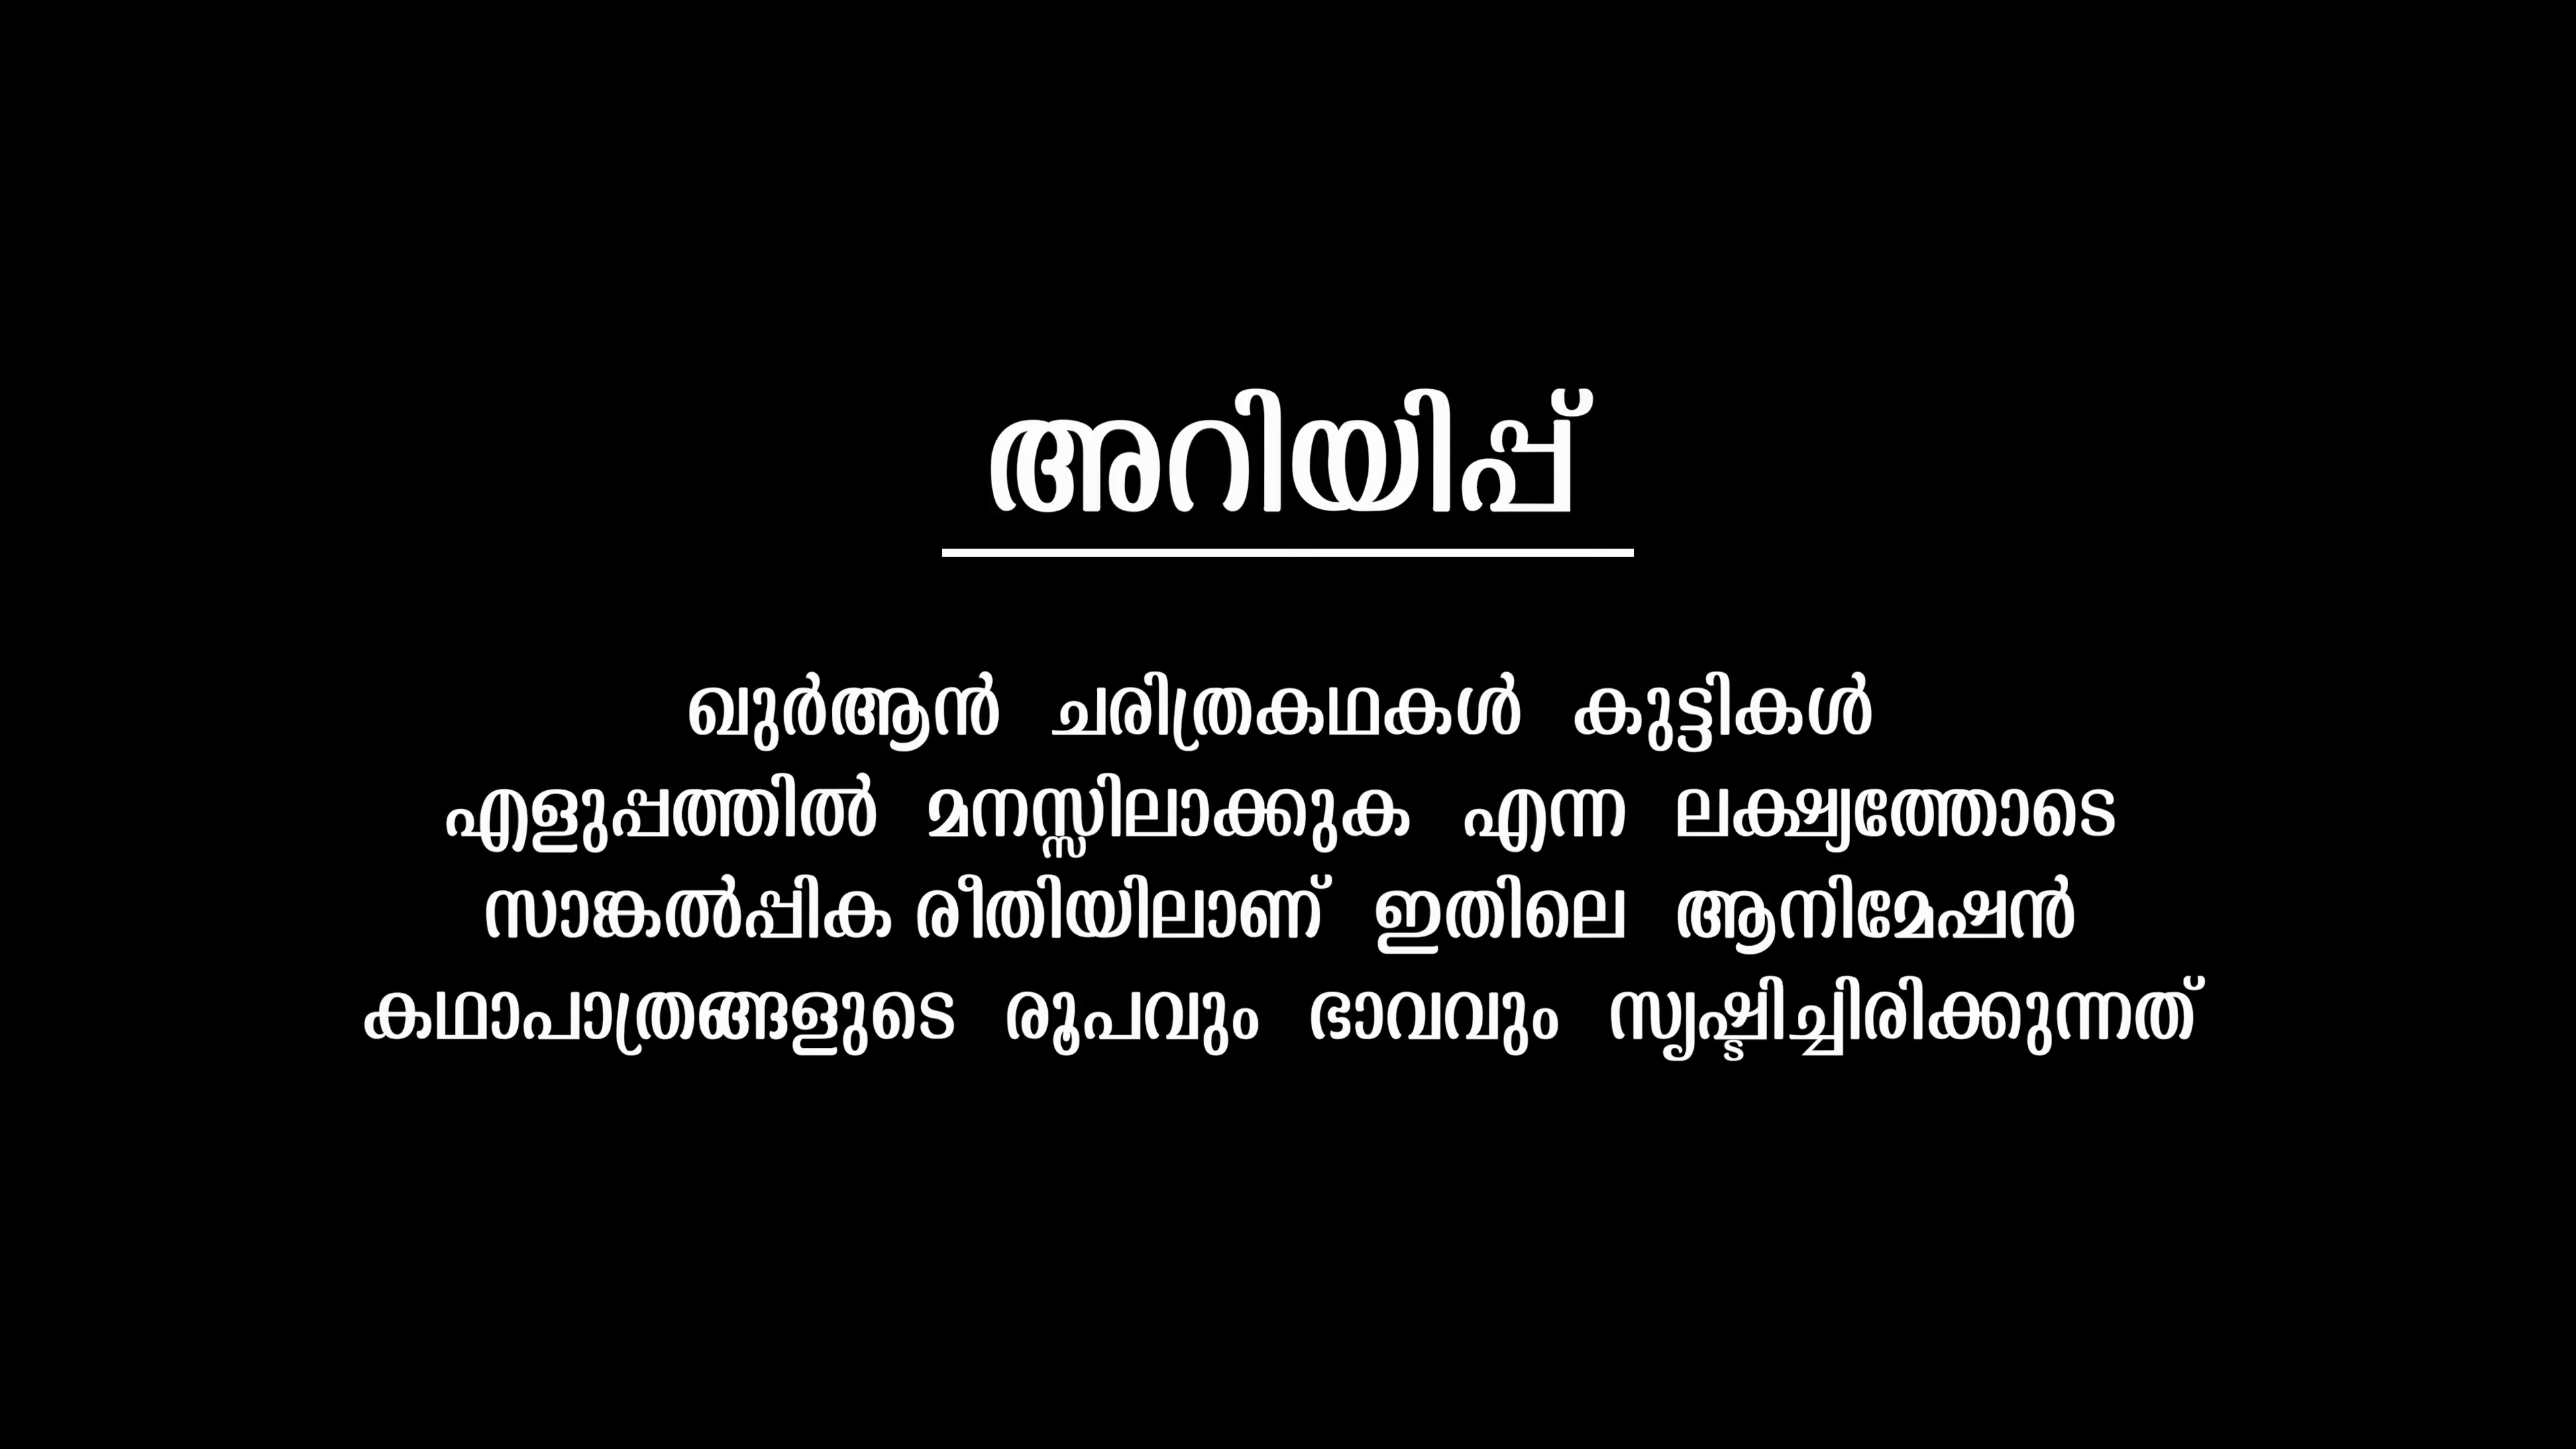 അറിയിപ്പ്
ഖുർആൻ ചരിത്രകഥകൾ കുട്ടികൾ
എളുപ്പത്തിൽ മനസ്സിലാക്കുക എന്ന ലക്ഷ്യത്തോടെ
സാങ്കൽപ്പിക രീതിയിലാണ് ഇതിലെ ആനിമേഷൻ
കഥാപാത്രങ്ങളുടെ രൂപവും ഭാവവും സൃഷ്ടിച്ചിരിക്കുന്നത്